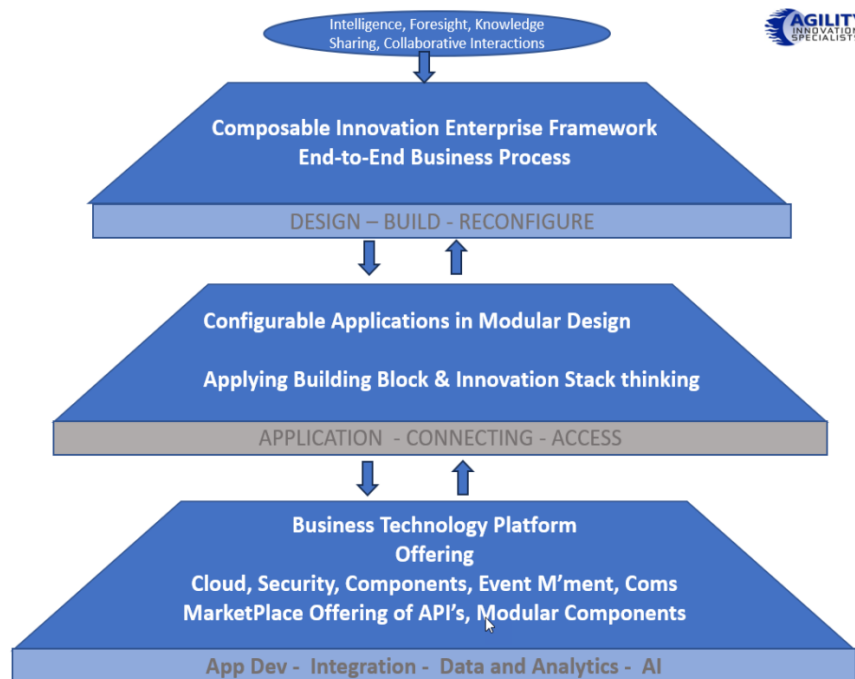 Intelligence, Foresight, Knowledge
Sharing, Collaborative Interactions
AGILITY
INNOVATION
SPECIALISTS
Composable Innovation Enterprise Framework
End-to-End Business Process
DESIGN – BUILD - RECONFIGURE
Configurable Applications in Modular Design
Applying Building Block & Innovation Stack thinking
APPLICATION - CONNECTING - ACCESS
Business Technology Platform
Offering
Cloud, Security, Components, Event M'ment, Coms
MarketPlace Offering of API's, Modular Components
App Dev - Integration - Data and Analytics - AI